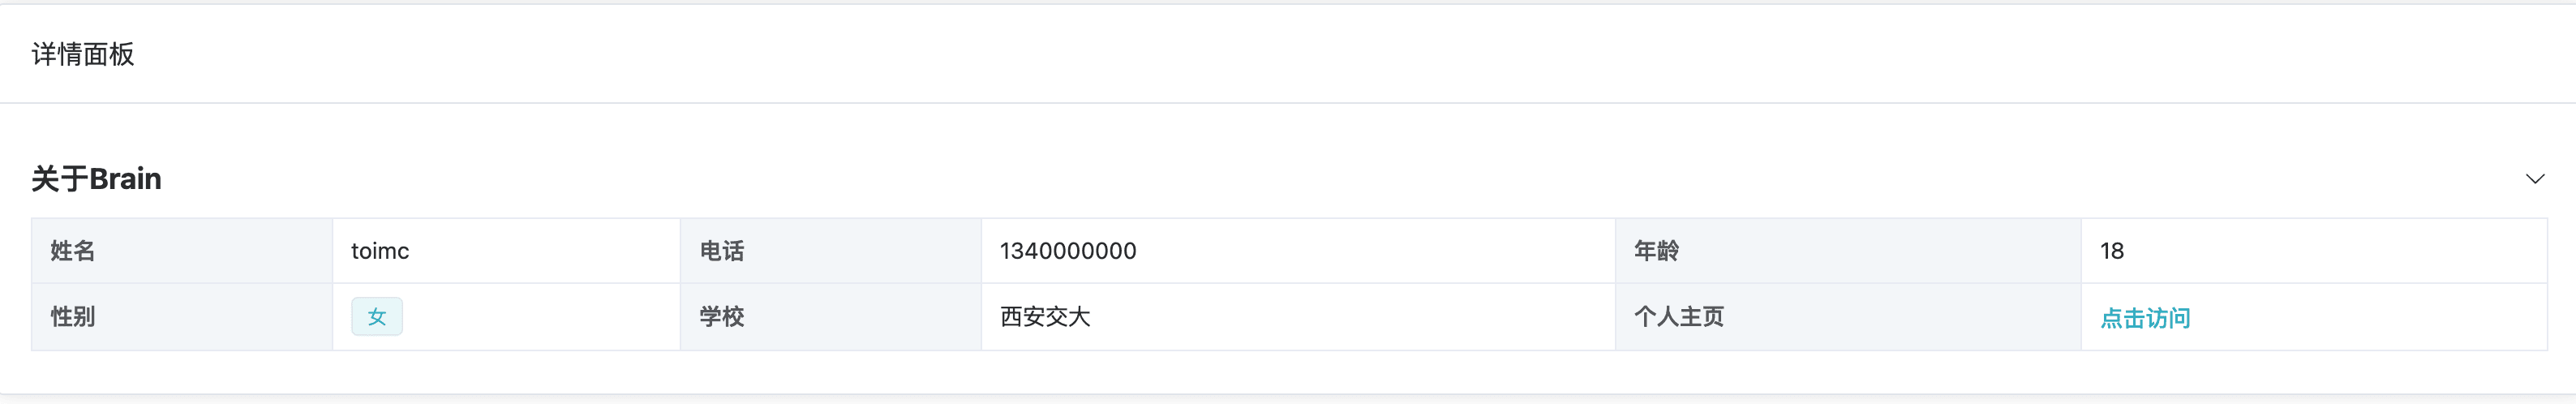 详情面板
关于Brain
姓名 toimc 电话 1340000000 年龄 18
性别 女 学校 西安交大 个人主页 点击访问